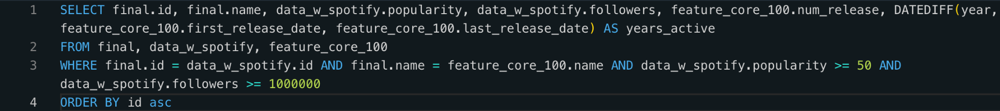 1 SELECT final.id, final.name, data_w_spotify.popularity, data_w_spotify.followers, feature_core_100.num_release, DATEDIFF(year,
feature_core_100.first_release_date, feature_core_100.last_release_date) AS years_active
2 FROM final, data_w_spotify, feature_core_100
3 WHERE final.id = data_w_spotify.id AND final.name = feature_core_100.name AND data_w_spotify.popularity >= 50 AND
data_w_spotify.followers >= 1000000
4 ORDER BY id asc